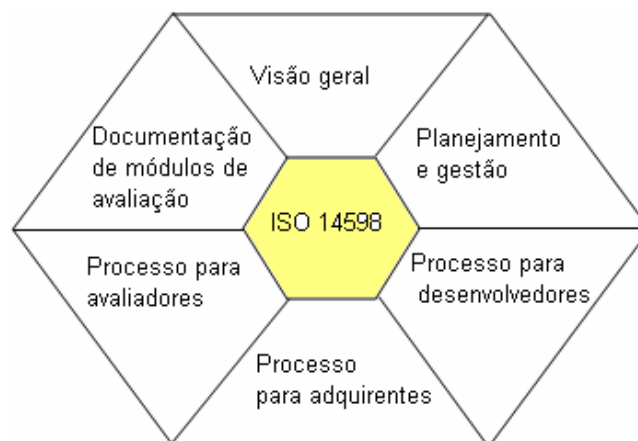 Visão geral
Documentação
de módulos de
avaliação
Planejamento
e gestão
ISO 14598
Processo para
avaliadores
Processo para
desenvolvedores
Processo
para adquirentes